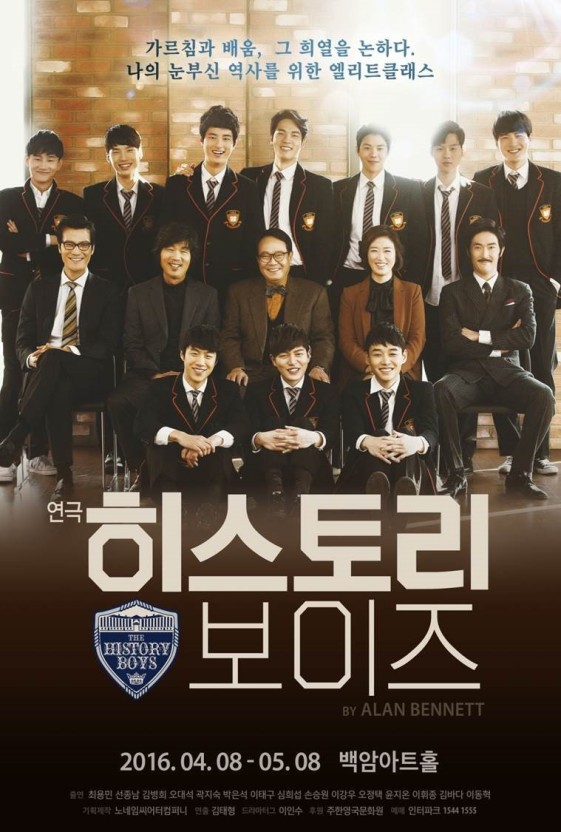 가르침과 배움, 그 희열을 논하다.
나의 눈부신 역사를 위한 엘리트클래스
연극 히스토리
보이즈
THE
HISTORY
BOYS
BY ALAN BENNETT
2016. 04. 08 - 05. 08 백암아트홀
출연 최용민 선종남 김병희 오대석 곽지숙 박은석 이태구 심희섭 손승원 이강우 오정택 윤지온 이휘종 김바다 이동혁
기획제작 노네임씨어터컴퍼니 연출 김태형 드라마터그 이인수 후원 주한영국문화원 예매 인터파크 1544 1555